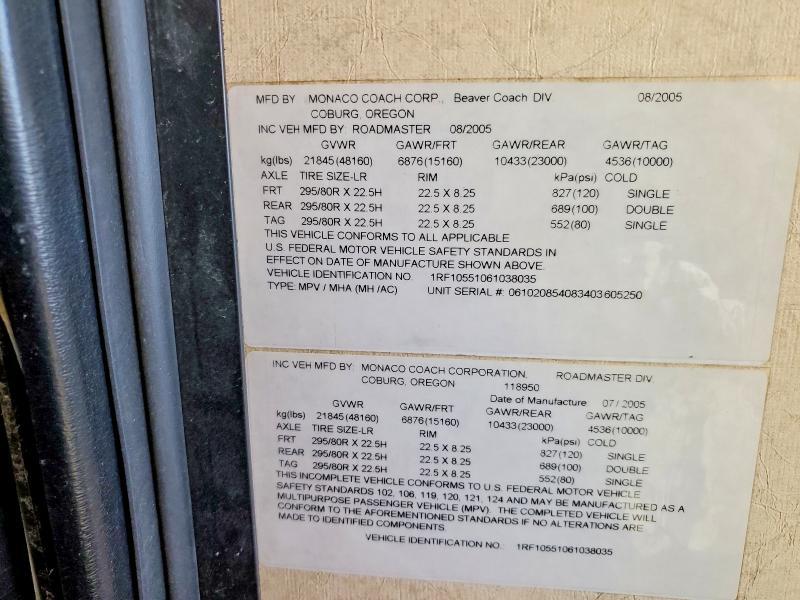 MFD BY MONACO COACH CORP., Beaver Coach DIV 08/2005
COBURG, OREGON
INC VEH MFD BY: ROADMASTER 08/2005
GVWR GAWR/FRT GAWR/REAR GAWR/TAG
kg(lbs) 21845(48160) 6876(15160) 10433(23000) 4536(10000)
AXLE TIRE SIZE-LR RIM kPa(psi) COLD
FRT 295/80R X 22.5H 22.5 X 8.25 827(120) SINGLE
REAR 295/80R X 22.5H 22.5 X 8.25 689(100) DOUBLE
TAG 295/80R X 22.5H 22.5 X 8.25 552(80) SINGLE
THIS VEHICLE CONFORMS TO ALL APPLICABLE
U.S. FEDERAL MOTOR VEHICLE SAFETY STANDARDS IN
EFFECT ON DATE OF MANUFACTURE SHOWN ABOVE.
VEHICLE IDENTIFICATION NO. 1RF10551061038035
TYPE: MPV / MHA (MH /AC) UNIT SERIAL #: 061020854083403605250
INC VEH MFD BY: MONACO COACH CORPORATION, ROADMASTER DIV.
COBURG, OREGON 118950
Date of Manufacture 07/2005
GVWR GAWR/FRT GAWR/REAR GAWR/TAG
kg(lbs) 21845(48160) 6876(15160) 10433(23000) 4536(10000)
AXLE TIRE SIZE-LR RIM kPa(psi) COLD
FRT 295/80R X 22.5H 22.5 X 8.25 827(120) SINGLE
REAR 295/80R X 22.5H 22.5 X 8.25 689(100) DOUBLE
TAG 295/80R X 22.5H 22.5 X 8.25 552(80) SINGLE
THIS INCOMPLETE VEHICLE CONFORMS TO U.S. FEDERAL MOTOR VEHICLE
SAFETY STANDARDS 102, 106, 119, 120, 121, 124 AND MAY BE MANUFACTURED AS A
MULTIPURPOSE PASSENGER VEHICLE (MPV). THE COMPLETED VEHICLE WILL
CONFORM TO THE AFOREMENTIONED STANDARDS IF NO ALTERATIONS ARE
MADE TO IDENTIFIED COMPONENTS.
VEHICLE IDENTIFICATION NO. 1RF10551061038035